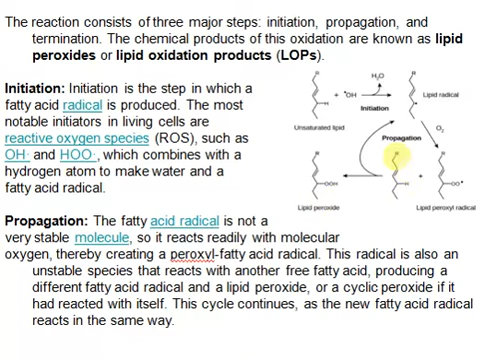 The reaction consists of three major steps: initiation, propagation, and
termination. The chemical products of this oxidation are known as lipid
peroxides or lipid oxidation products (LOPs).
Initiation: Initiation is the step in which a
fatty acid radical is produced. The most
notable initiators in living cells are
reactive oxygen species (ROS), such as
OH· and HOO·, which combines with a
hydrogen atom to make water and a
fatty acid radical.
R
H
+ •OH
H₂O
Initiation
R
•
Lipid radical
Unsaturated lipid
O₂
Propagation
R
OOH
R
H
+
R
OO•
Lipid peroxide
Lipid peroxyl radical
Propagation: The fatty acid radical is not a
very stable molecule, so it reacts readily with molecular
oxygen, thereby creating a peroxyl-fatty acid radical. This radical is also an
unstable species that reacts with another free fatty acid, producing a
different fatty acid radical and a lipid peroxide, or a cyclic peroxide if it
had reacted with itself. This cycle continues, as the new fatty acid radical
reacts in the same way.